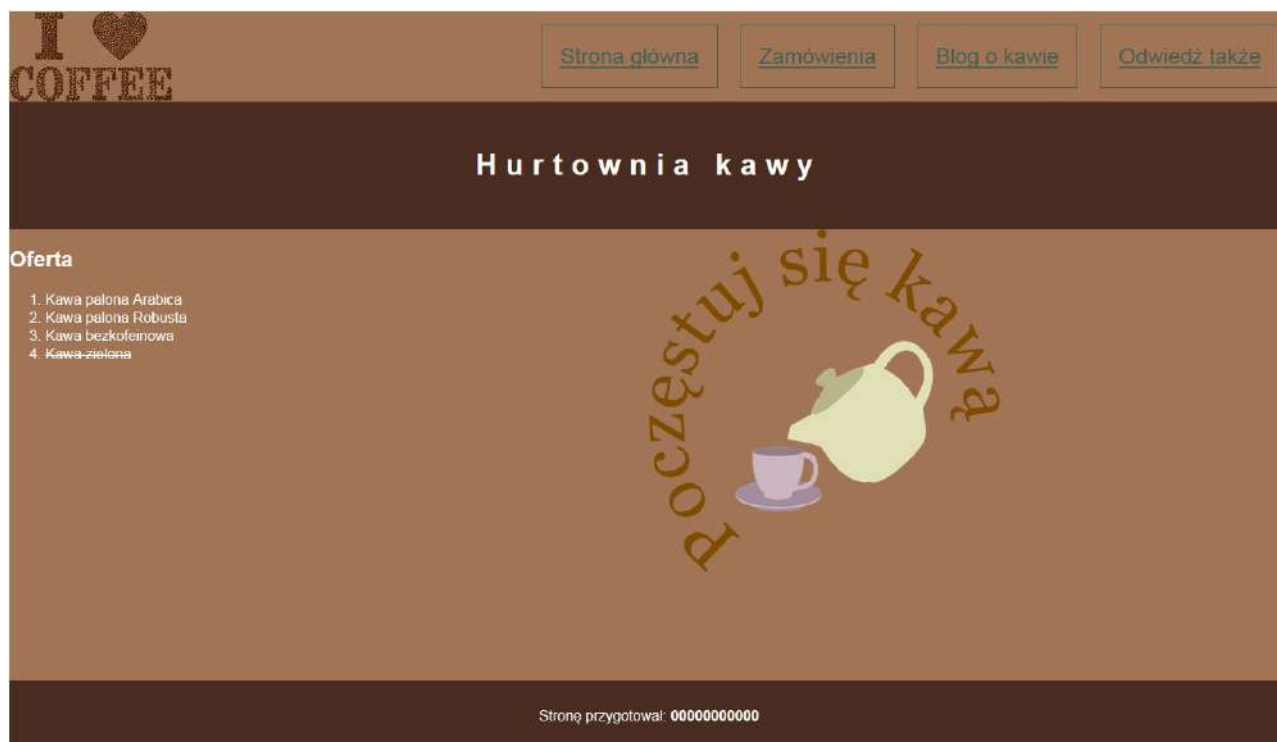 I
COFFEE
Strona główna
Zamówienia
Blog o kawie
Odwiedź także
Hurtownia kawy
Oferta
1. Kawa palona Arabica
2. Kawa palona Robusta
3. Kawa bezkofeinowa
4. Kawa zielona
Poczęstuj się kawą
Stronę przygotował: 00000000000